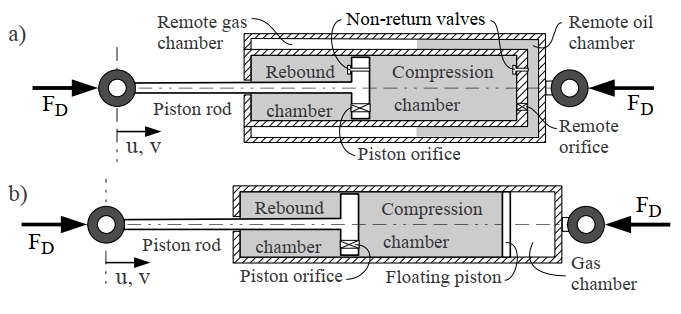 a)
Remote gas
chamber
Non-return valves
Remote oil
chamber
Rebound
chamber
Compression
chamber
F_D
F_D
Piston rod
u, v
Piston orifice
Remote
orifice
b)
Rebound
chamber
Compression
chamber
F_D
F_D
Piston rod
u, v
Piston orifice
Floating piston
Gas
chamber